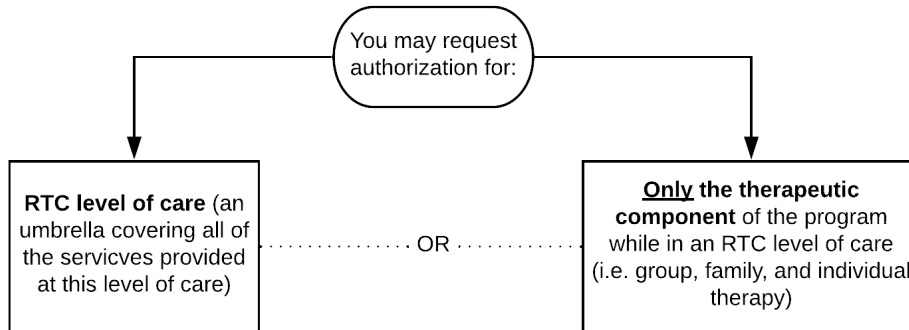 You may request
authorization for:
RTC level of care (an
umbrella covering all of
the servicves provided
at this level of care)
OR
Only the therapeutic
component of the program
while in an RTC level of care
(i.e. group, family, and individual
therapy)